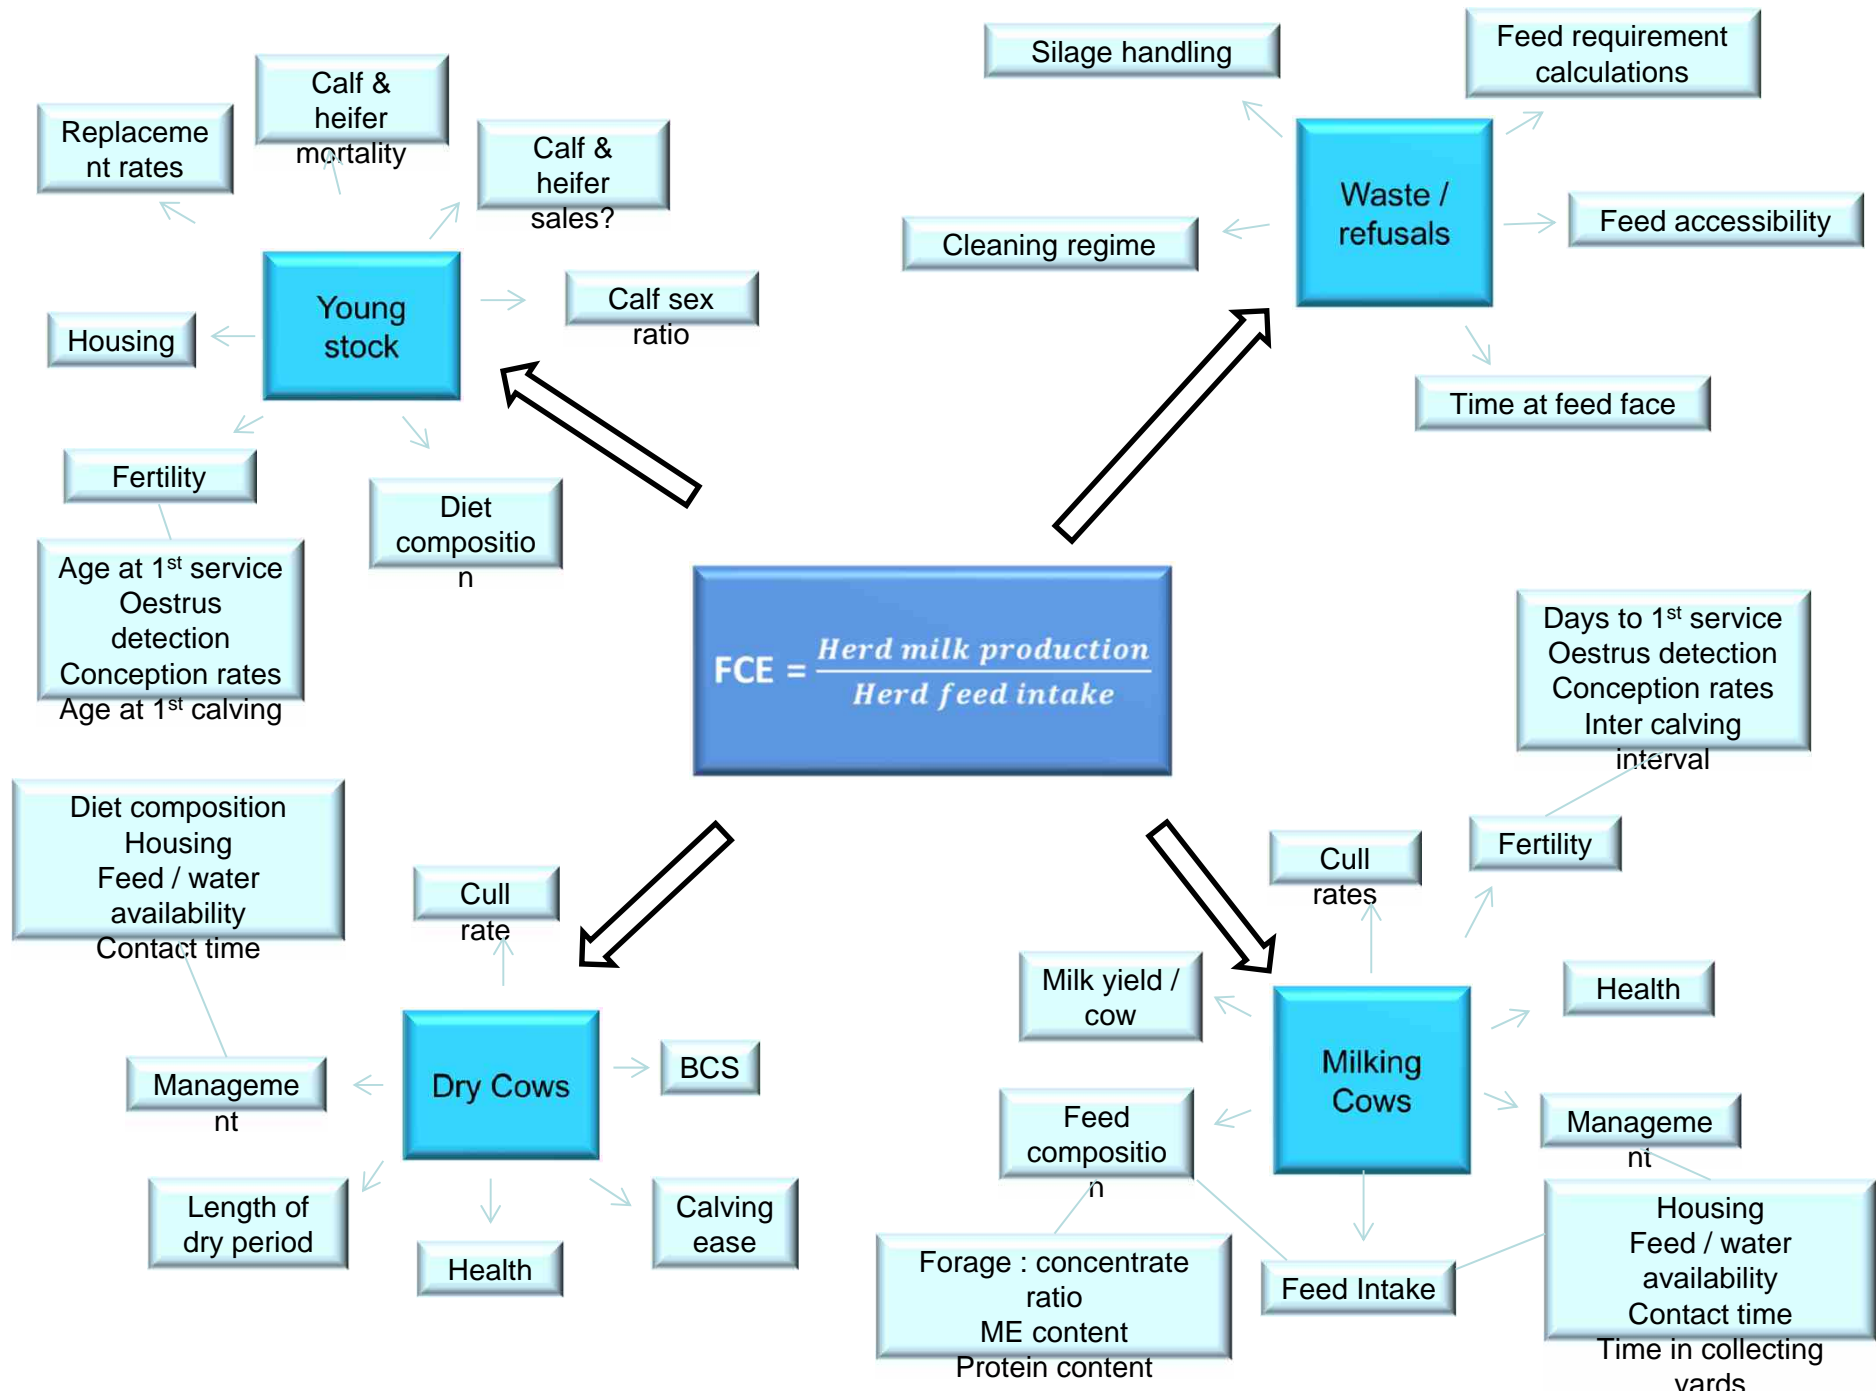 Silage handling
Feed requirement
calculations
Calf &
heifer
mortality
Replaceme
nt rates
Calf &
heifer
sales?
Waste /
refusals
Feed accessibility
Cleaning regime
Young
stock
Calf sex
ratio
Housing
Time at feed face
Fertility
Diet
compositio
n
Age at 1st service
Oestrus
detection
Conception rates
Age at 1st calving
FCE = Herd milk production
Herd feed intake
Days to 1st service
Oestrus detection
Conception rates
Inter calving
interval
Diet composition
Housing
Feed / water
availability
Contact time
Cull
rate
Cull
rates
Fertility
Milk yield /
cow
Health
Dry Cows
BCS
Manageme
nt
Milking
Cows
Feed
compositio
n
Manageme
nt
Length of
dry period
Health
Calving
ease
Forage : concentrate
ratio
ME content
Protein content
Feed Intake
Housing
Feed / water
availability
Contact time
Time in collecting
yards